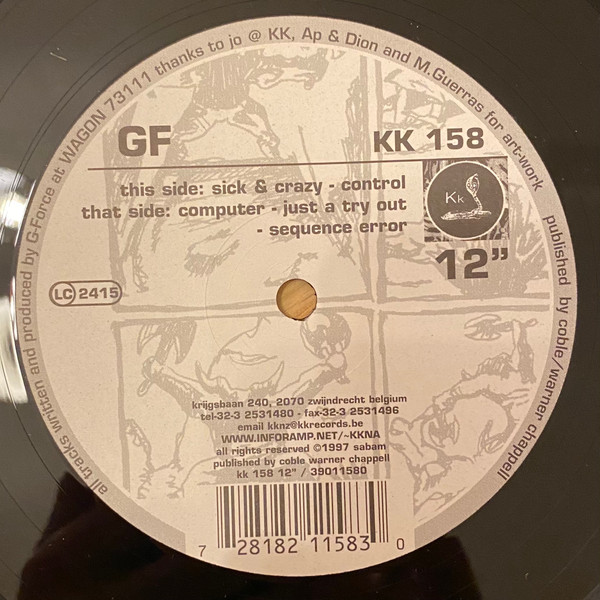 all tracks written and produced by G-Force at WAGON 73111 thanks to jo @ KK, Ap & Dion and M.Guerras for art-work
published by coble/warner chappell
GF
KK 158
this side: sick & crazy - control
that side: computer - just a try out
- sequence error
Kk
12”
LC 2415
krijgsbaan 240, 2070 zwijndrecht belgium
tel-32-3 2531480 - fax-32-3 2531496
email kknz@kkrecords.be
WWW.INFORAMP.NET/~KKNA
all rights reserved ©1997 sabam
published by coble warner chappell
kk 158 12” / 39011580
7 28182 11583 0